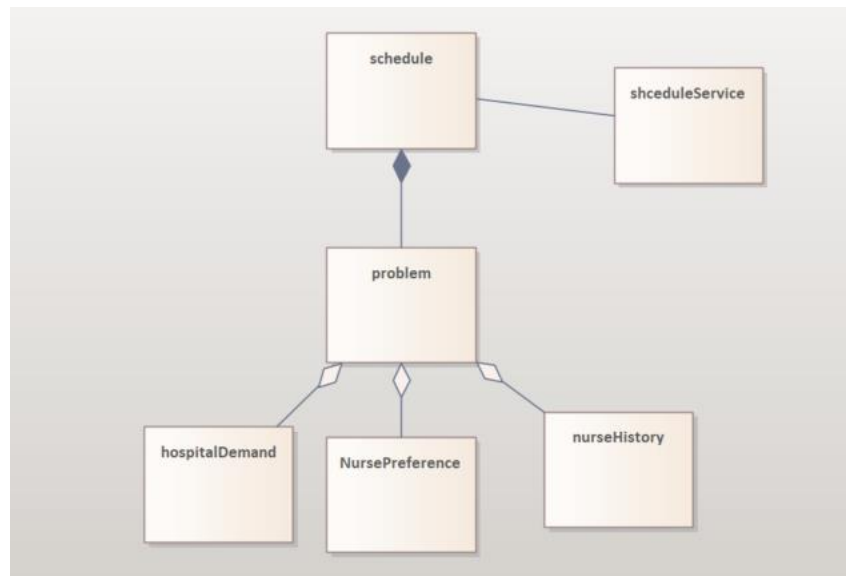 schedule
shceduleService
problem
hospitalDemand
NursePreference
nurseHistory